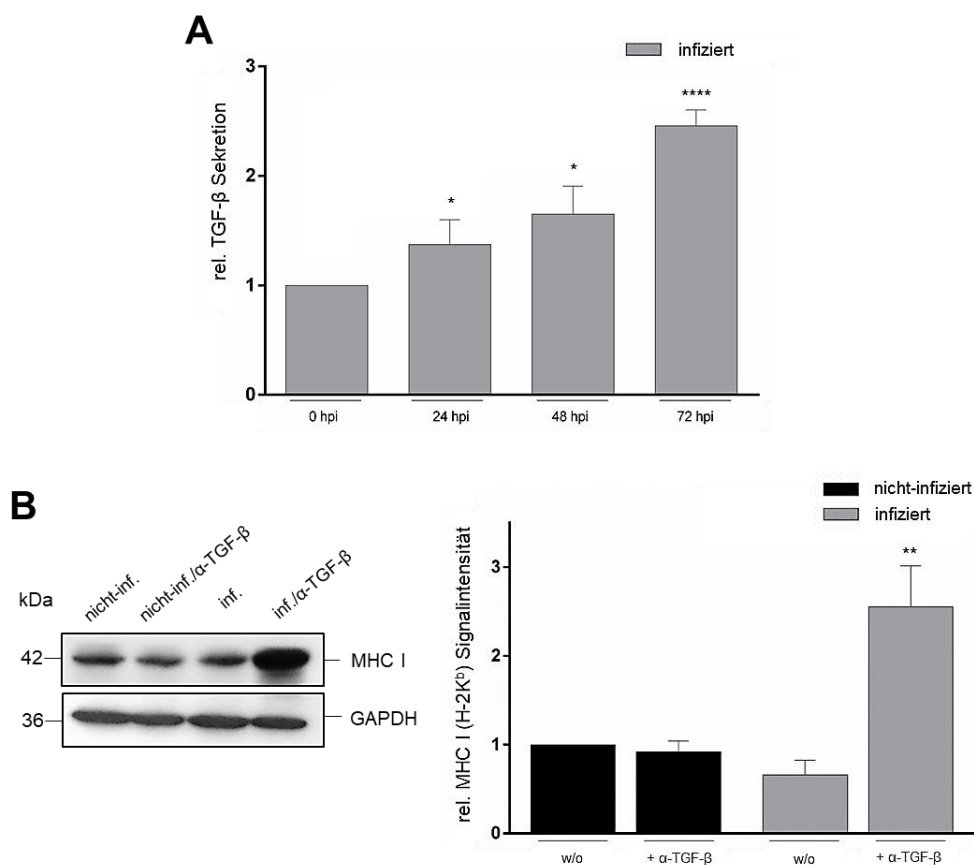 A
infiziert
rel. TGF-β Sekretion
3
2
1
0
*
*
****
0 hpi
24 hpi
48 hpi
72 hpi
B
kDa
nicht-inf.
nicht-inf./α-TGF-β
inf.
inf./α-TGF-β
42
MHC I
36
GAPDH
nicht-infiziert
infiziert
rel. MHC I (H-2Kᵇ) Signalintensität
3
2
1
0
**
w/o
+ α-TGF-β
w/o
+ α-TGF-β